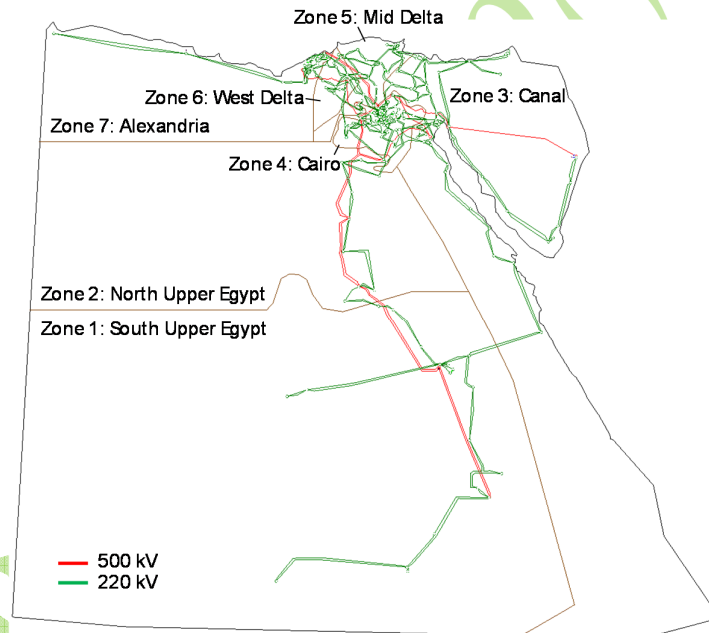 Zone 5: Mid Delta
Zone 6: West Delta
Zone 3: Canal
Zone 7: Alexandria
Zone 4: Cairo
Zone 2: North Upper Egypt
Zone 1: South Upper Egypt
500 kV
220 kV